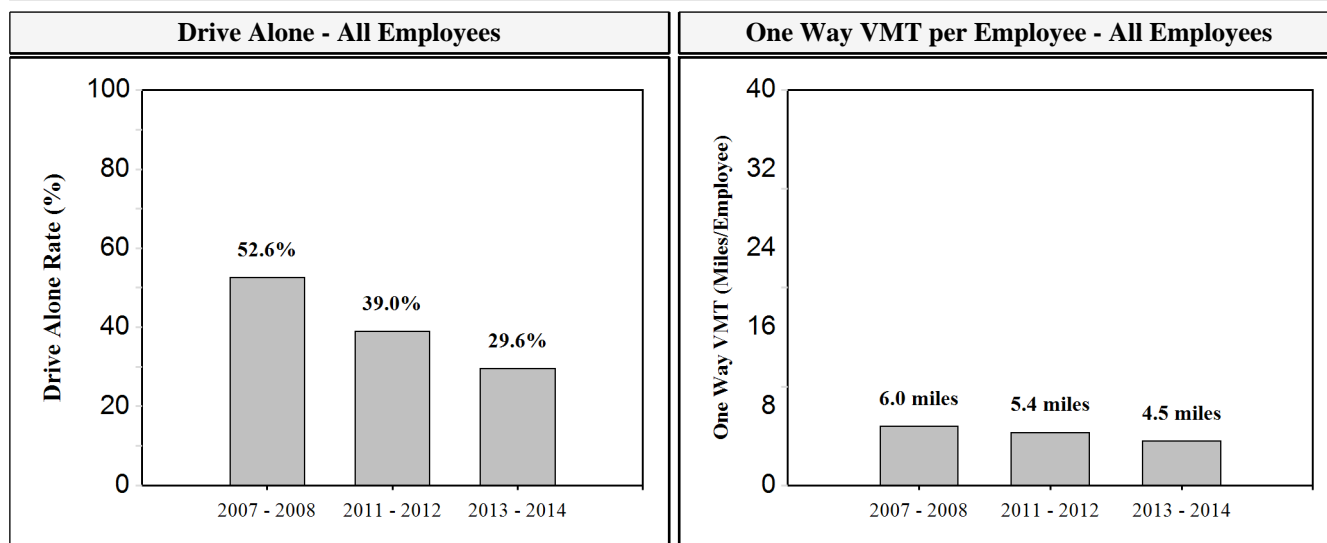 Drive Alone - All Employees
One Way VMT per Employee - All Employees
Drive Alone Rate (%)
100
80
60
40
20
0
52.6%
39.0%
29.6%
2007 - 2008
2011 - 2012
2013 - 2014
One Way VMT (Miles/Employee)
40
32
24
16
8
0
6.0 miles
5.4 miles
4.5 miles
2007 - 2008
2011 - 2012
2013 - 2014